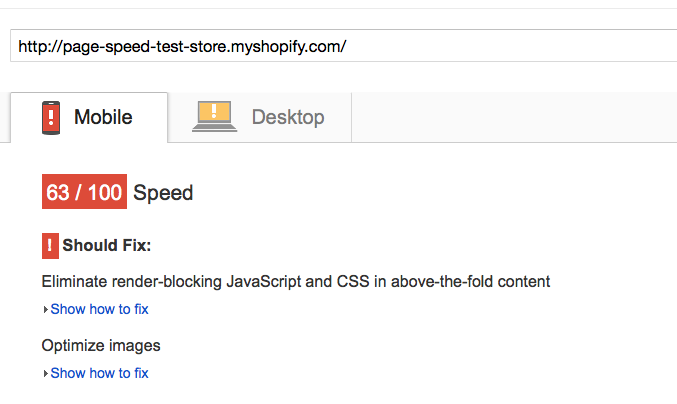 http://page-speed-test-store.myshopify.com/
Mobile
Desktop
63 / 100 Speed
! Should Fix:
Eliminate render-blocking JavaScript and CSS in above-the-fold content
Show how to fix
Optimize images
Show how to fix